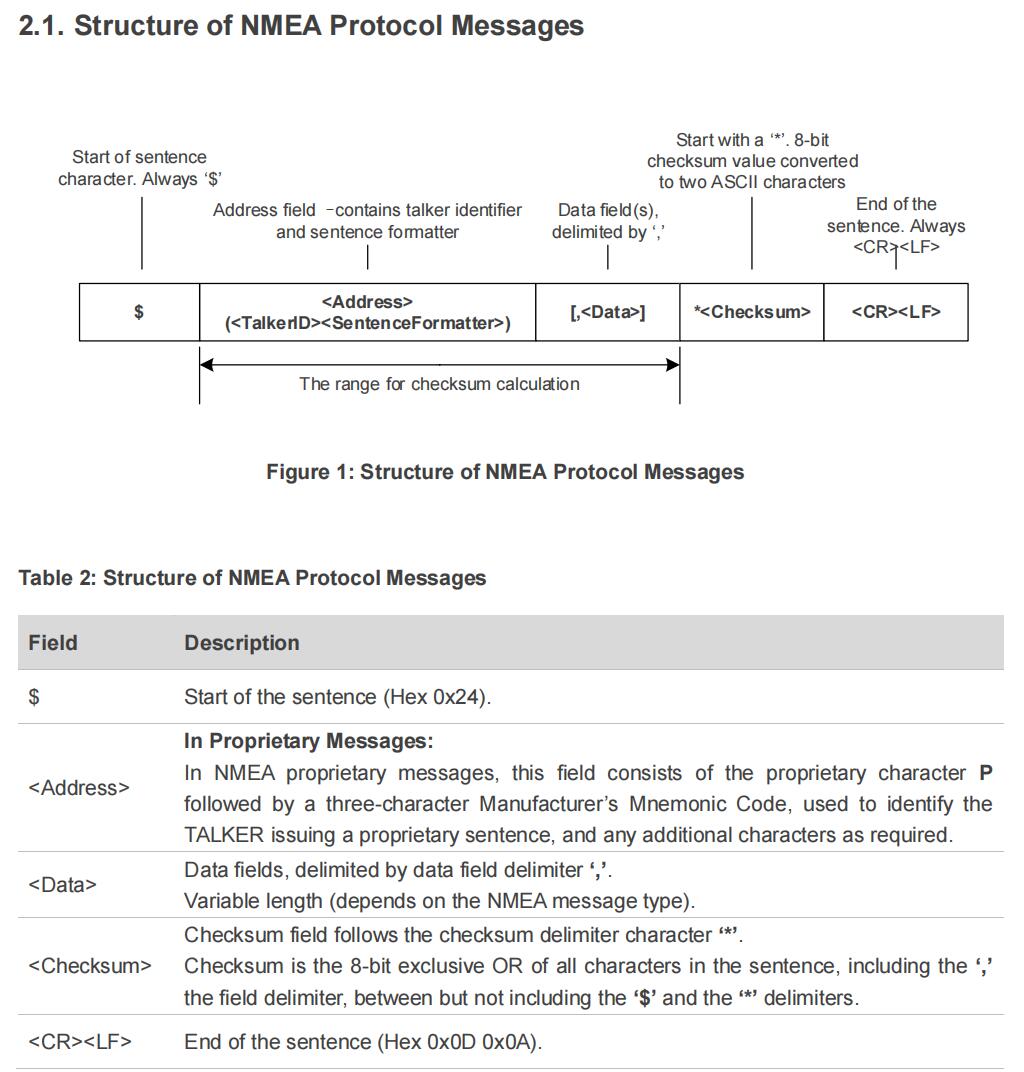 2.1. Structure of NMEA Protocol Messages
Start of sentence
character. Always ‘$’
Address field –contains talker identifier
and sentence formatter
Data field(s),
delimited by ‘,’
Start with a ‘*’. 8-bit
checksum value converted
to two ASCII characters
End of the
sentence. Always
<CR><LF>
$
<Address>
(<TalkerID><SentenceFormatter>)
[,<Data>]
*<Checksum>
<CR><LF>
The range for checksum calculation
Figure 1: Structure of NMEA Protocol Messages
Table 2: Structure of NMEA Protocol Messages
Field Description
$ Start of the sentence (Hex 0x24).
<Address>
In Proprietary Messages:
In NMEA proprietary messages, this field consists of the proprietary character P
followed by a three-character Manufacturer’s Mnemonic Code, used to identify the
TALKER issuing a proprietary sentence, and any additional characters as required.
<Data>
Data fields, delimited by data field delimiter ‘,’.
Variable length (depends on the NMEA message type).
<Checksum>
Checksum field follows the checksum delimiter character ‘*’.
Checksum is the 8-bit exclusive OR of all characters in the sentence, including the ‘,’
the field delimiter, between but not including the ‘$’ and the ‘*’ delimiters.
<CR><LF> End of the sentence (Hex 0x0D 0x0A).